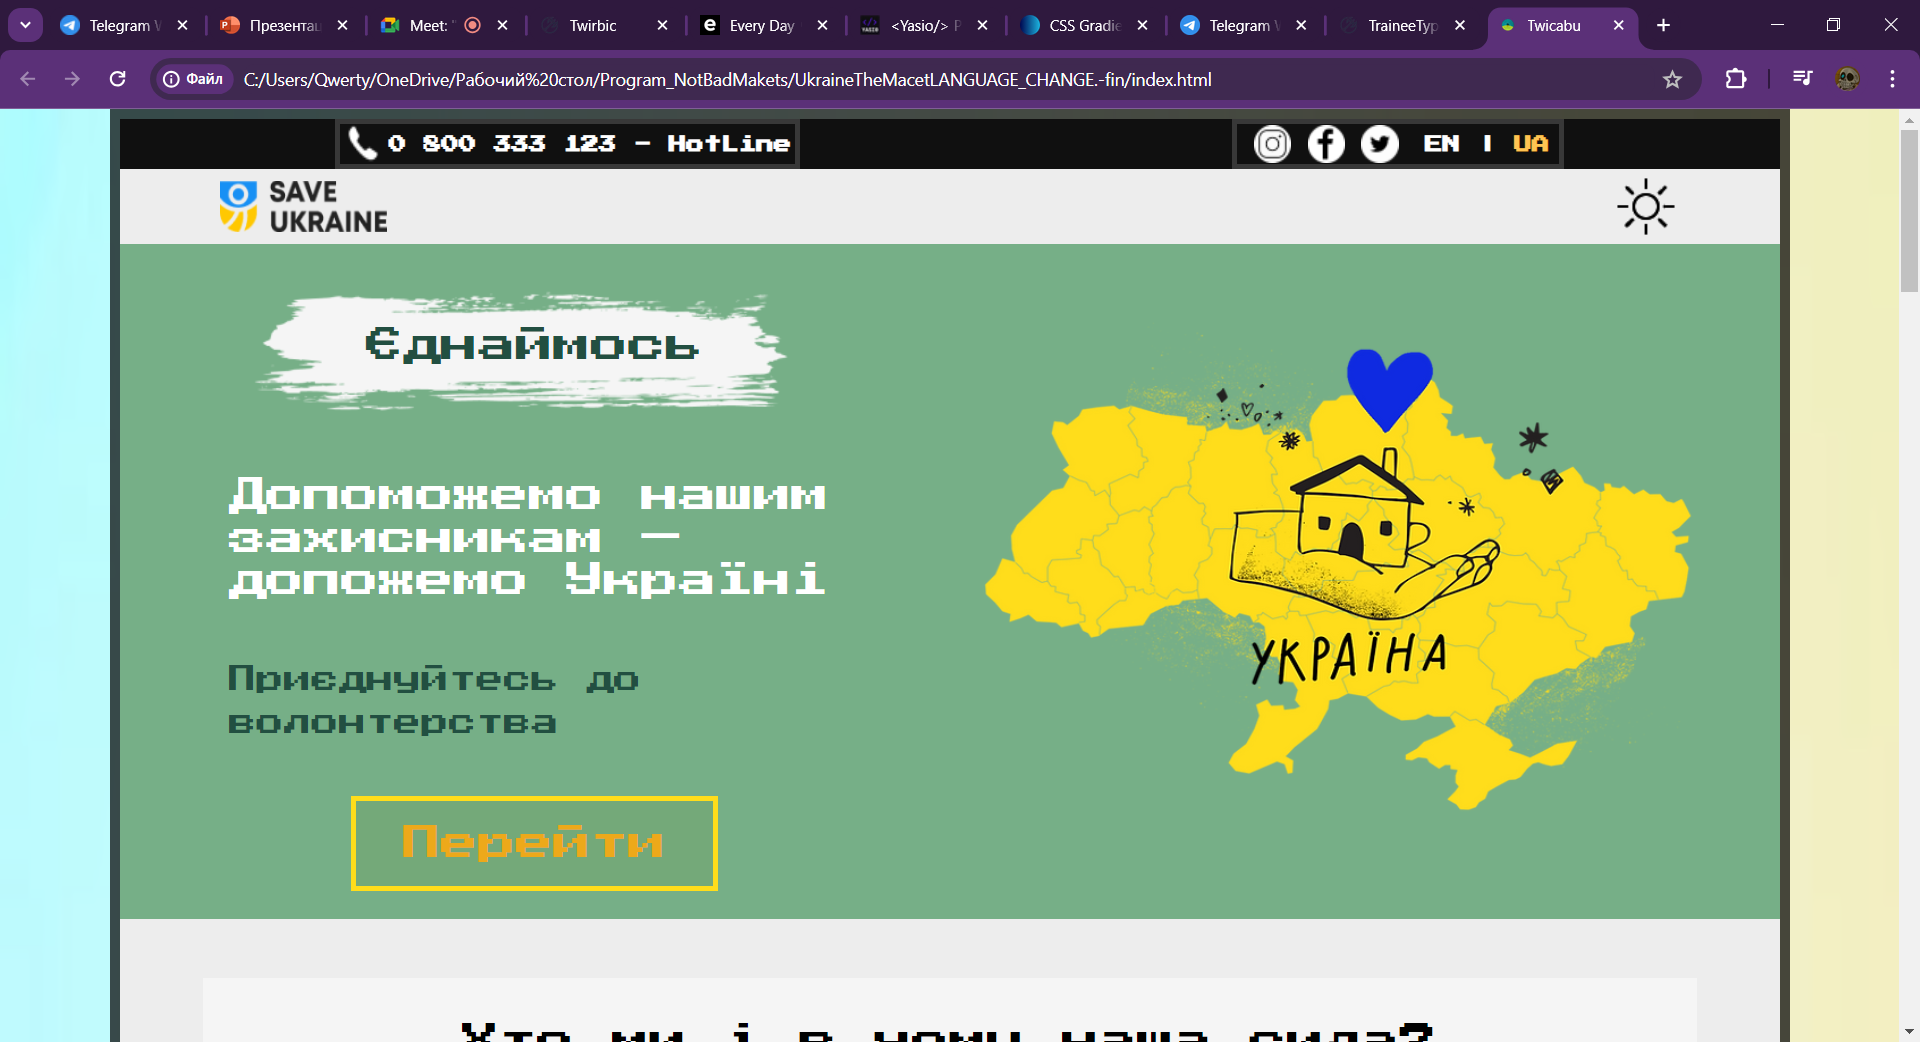 Telegram W
Презентац
Meet: "
Twirbic
Every Day
<Yasio/> P
CSS Gradie
Telegram W
TraineeTyp
Twicabu
Файл
C:/Users/Qwerty/OneDrive/Рабочий%20стол/Program_NotBadMakets/UkraineTheMacetLANGUAGE_CHANGE.-fin/index.html
0 800 333 123 - HotLine
EN | UA
SAVE
UKRAINE
Єднаймось
Допоможемо нашим
захисникам —
допожемо Україні
УКРАЇНА
Приєднуйтесь до
волонтерства
Перейти
Хто ми і в чому наша сила?